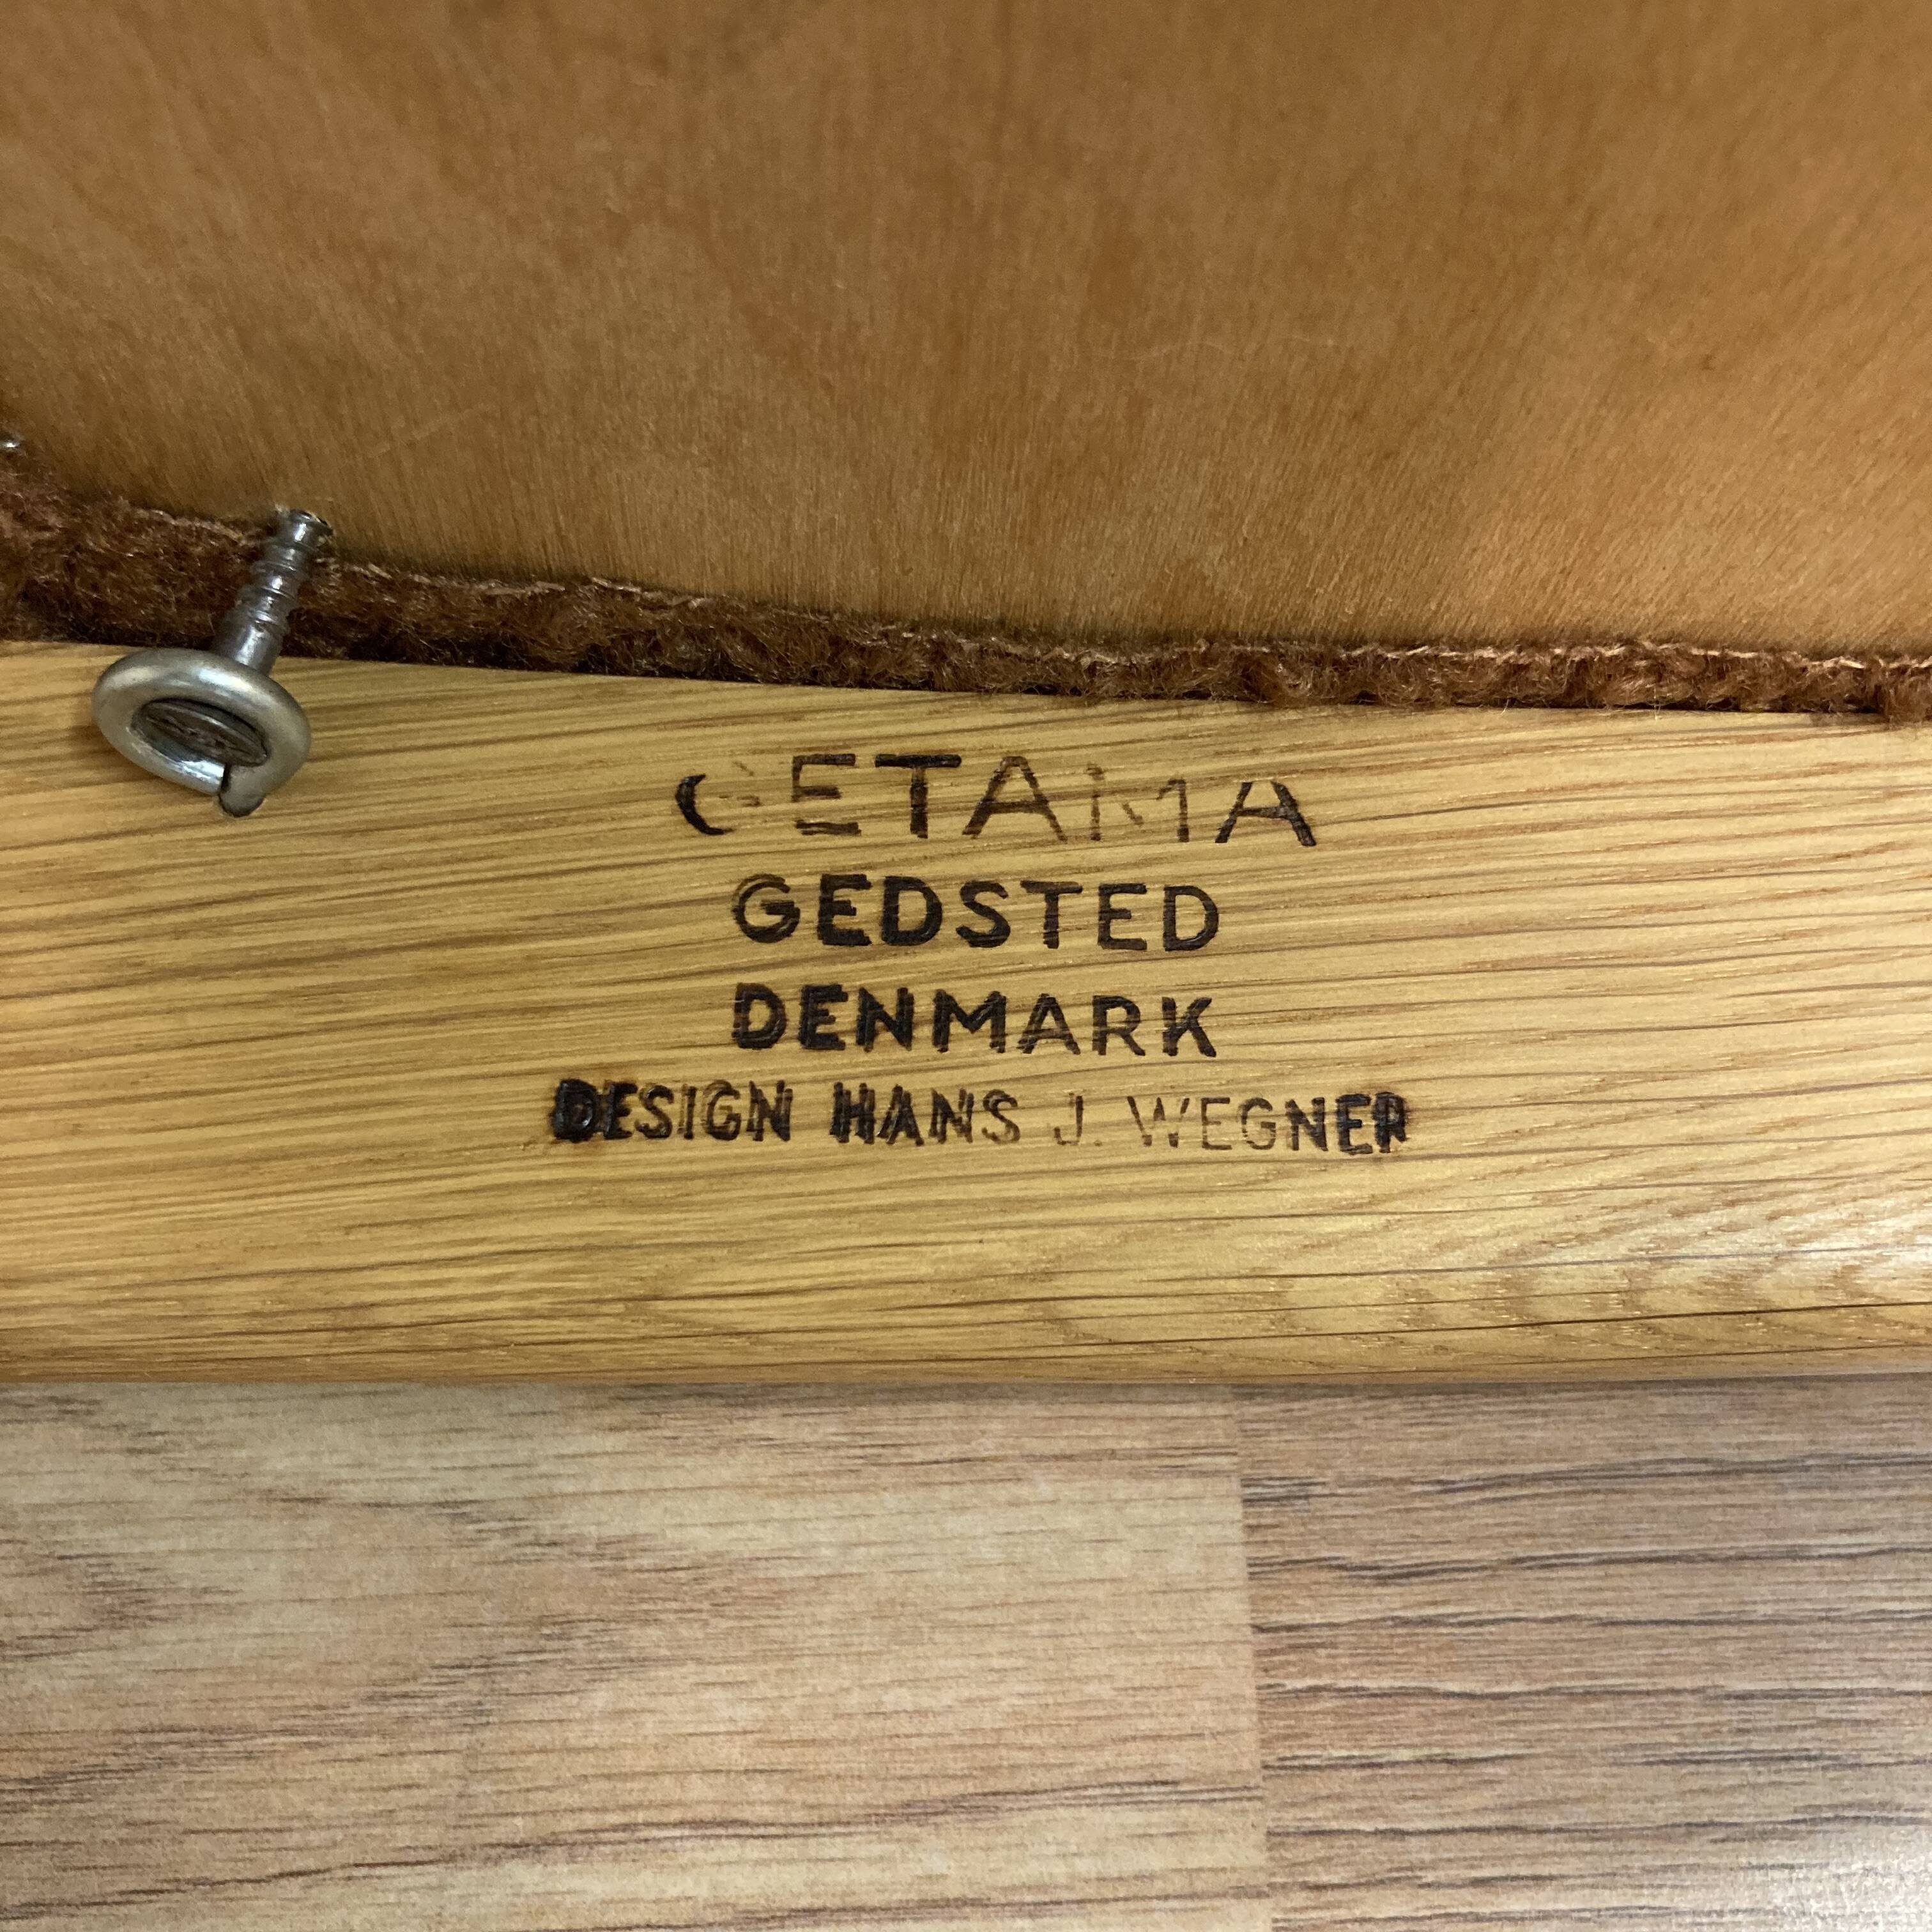 GETAMA
GEDSTED
DENMARK
DESIGN HANS J. WEGNER